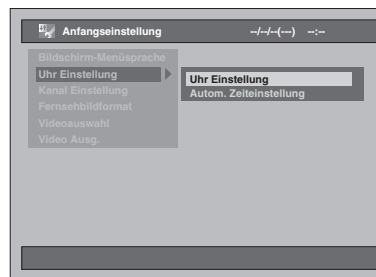 Anfangseinstellung --/--/--(---) --:--
Bildschirm-Menüsprache
Uhr Einstellung
Kanal Einstellung
Fernsehbildformat
Videoauswahl
Video Ausg.
Uhr Einstellung
Autom. Zeiteinstellung